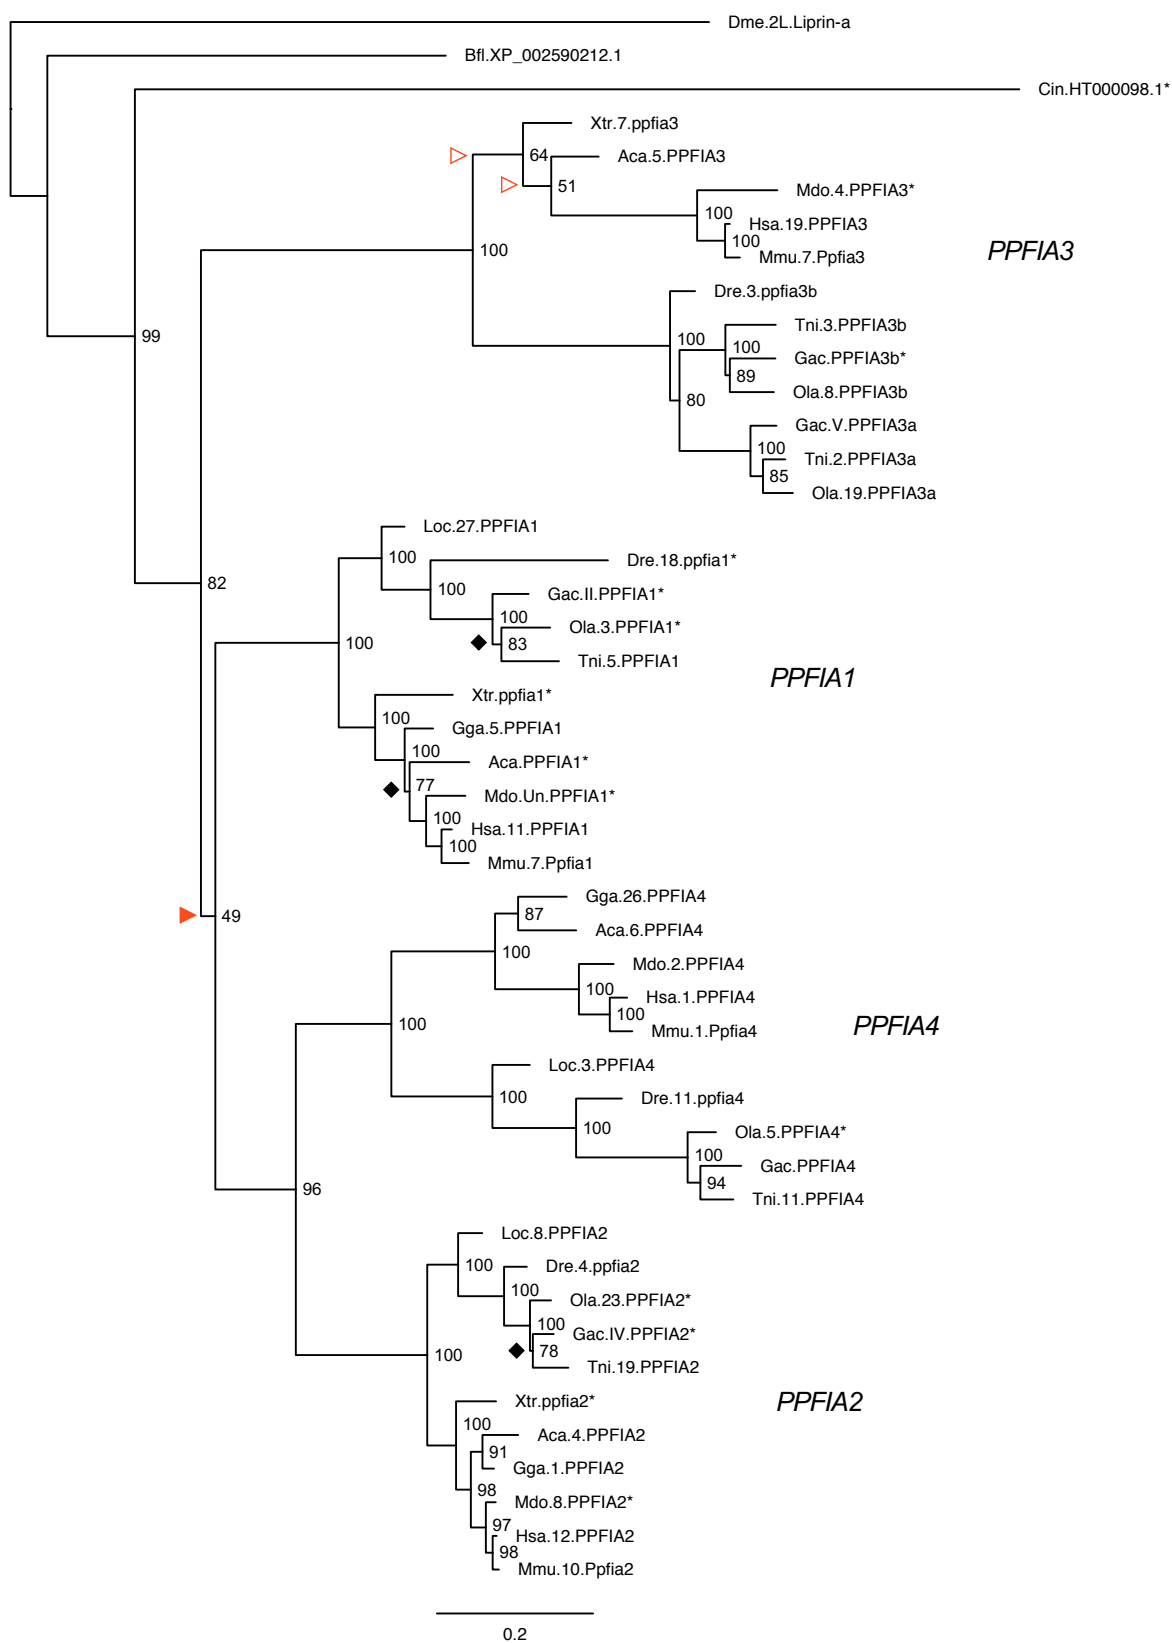 Dme.2L.Liprin-a
Bfl.XP_002590212.1
Cin.HT000098.1*
Xtr.7.ppfia3
64
Aca.5.PPFIA3
51
Mdo.4.PPFIA3*
100
Hsa.19.PPFIA3
100
Mmu.7.Ppfia3
PPFIA3
100
Dre.3.ppfia3b
99
Tni.3.PPFIA3b
100
100
Gac.PPFIA3b*
89
Ola.8.PPFIA3b
80
Gac.V.PPFIA3a
100
Tni.2.PPFIA3a
85
Ola.19.PPFIA3a
Loc.27.PPFIA1
100
Dre.18.ppfia1*
82
100
Gac.II.PPFIA1*
100
Ola.3.PPFIA1*
100
83
Tni.5.PPFIA1
PPFIA1
Xtr.ppfia1*
100
Gga.5.PPFIA1
100
Aca.PPFIA1*
77
Mdo.Un.PPFIA1*
100
Hsa.11.PPFIA1
100
Mmu.7.Ppfia1
49
Gga.26.PPFIA4
87
Aca.6.PPFIA4
100
Mdo.2.PPFIA4
100
Hsa.1.PPFIA4
100
100
Mmu.1.Ppfia4
PPFIA4
Loc.3.PPFIA4
100
Dre.11.ppfia4
100
Ola.5.PPFIA4*
100
Gac.PPFIA4
94
Tni.11.PPFIA4
96
Loc.8.PPFIA2
100
Dre.4.ppfia2
100
Ola.23.PPFIA2*
100
Gac.IV.PPFIA2*
100
78
Tni.19.PPFIA2
PPFIA2
Xtr.ppfia2*
100
Aca.4.PPFIA2
91
Gga.1.PPFIA2
98
Mdo.8.PPFIA2*
97
Hsa.12.PPFIA2
98
Mmu.10.Ppfia2
0.2